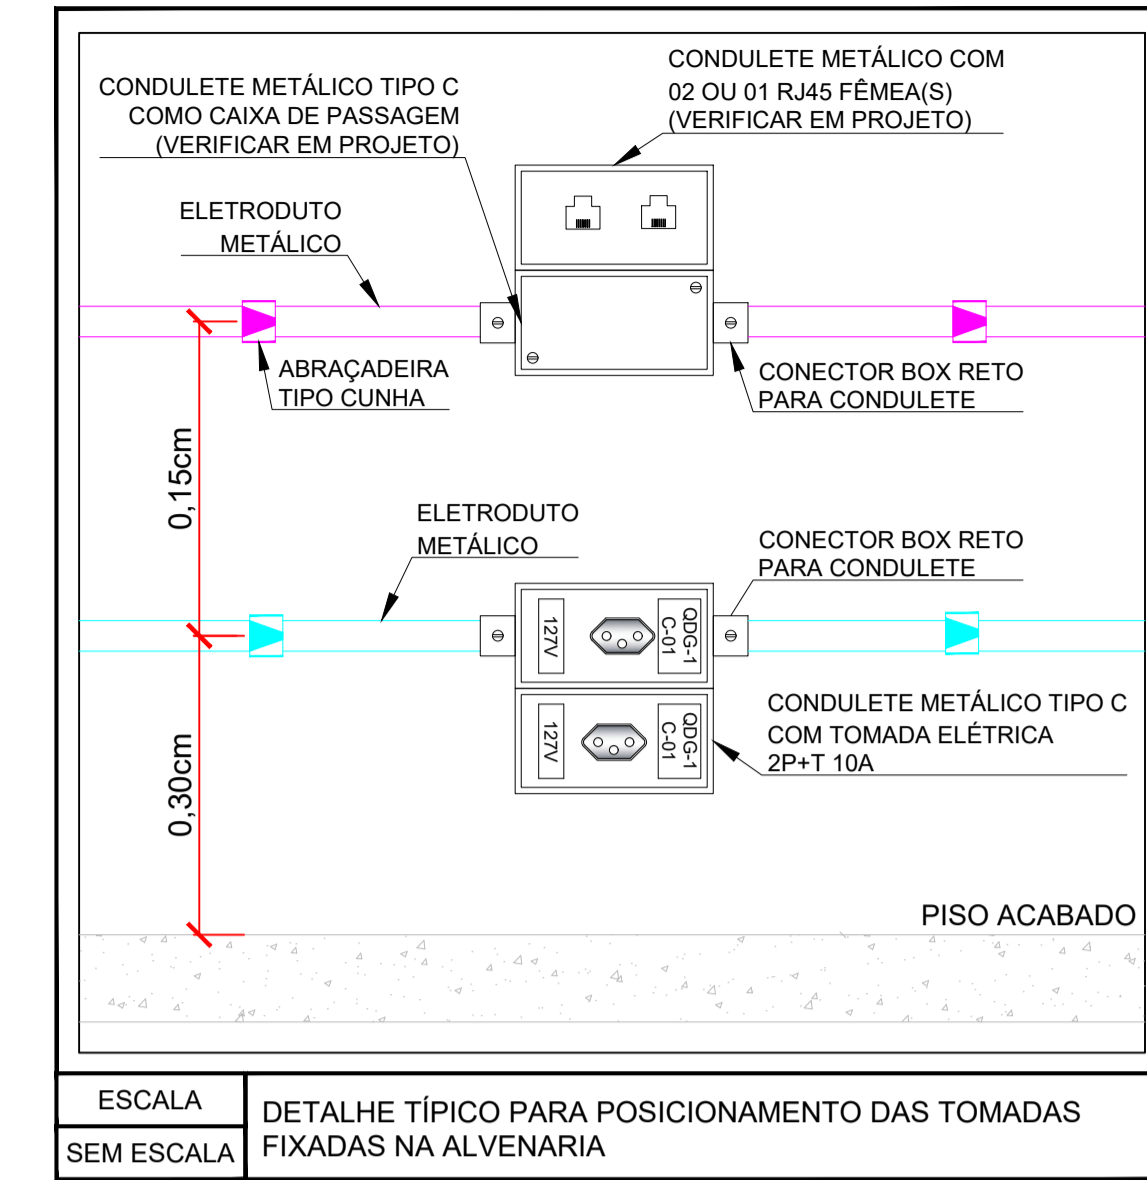 CONDULETE METÁLICO TIPO C
COMO CAIXA DE PASSAGEM
(VERIFICAR EM PROJETO)
CONDULETE METÁLICO COM
02 OU 01 RJ45 FÊMEA(S)
(VERIFICAR EM PROJETO)
ELETRODUTO
METÁLICO
ABRAÇADEIRA
TIPO CUNHA
CONECTOR BOX RETO
PARA CONDULETE
0,15cm
ELETRODUTO
METÁLICO
CONECTOR BOX RETO
PARA CONDULETE
127V
QDG-1
C-01
127V
QDG-1
C-01
CONDULETE METÁLICO TIPO C
COM TOMADA ELÉTRICA
2P+T 10A
0,30cm
PISO ACABADO
ESCALA
SEM ESCALA
DETALHE TÍPICO PARA POSICIONAMENTO DAS TOMADAS
FIXADAS NA ALVENARIA